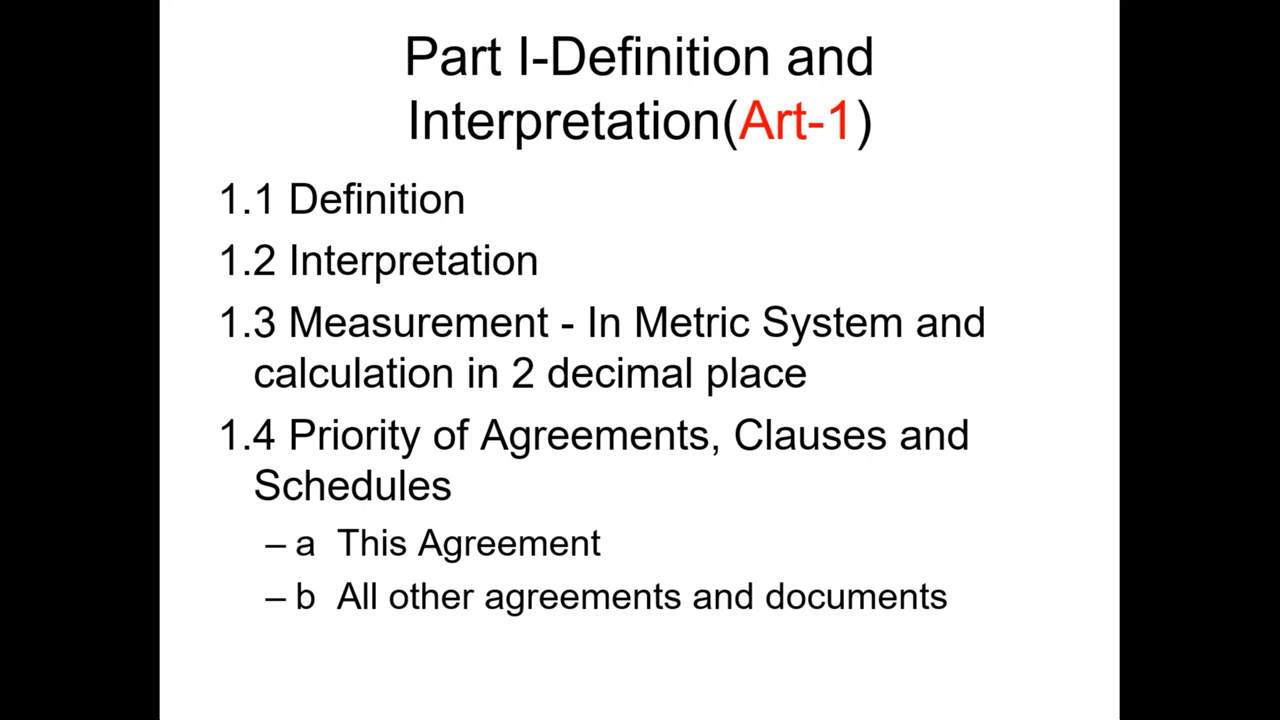 Part I-Definition and
Interpretation(Art-1)
1.1 Definition
1.2 Interpretation
1.3 Measurement - In Metric System and
calculation in 2 decimal place
1.4 Priority of Agreements, Clauses and
Schedules
– a This Agreement
– b All other agreements and documents